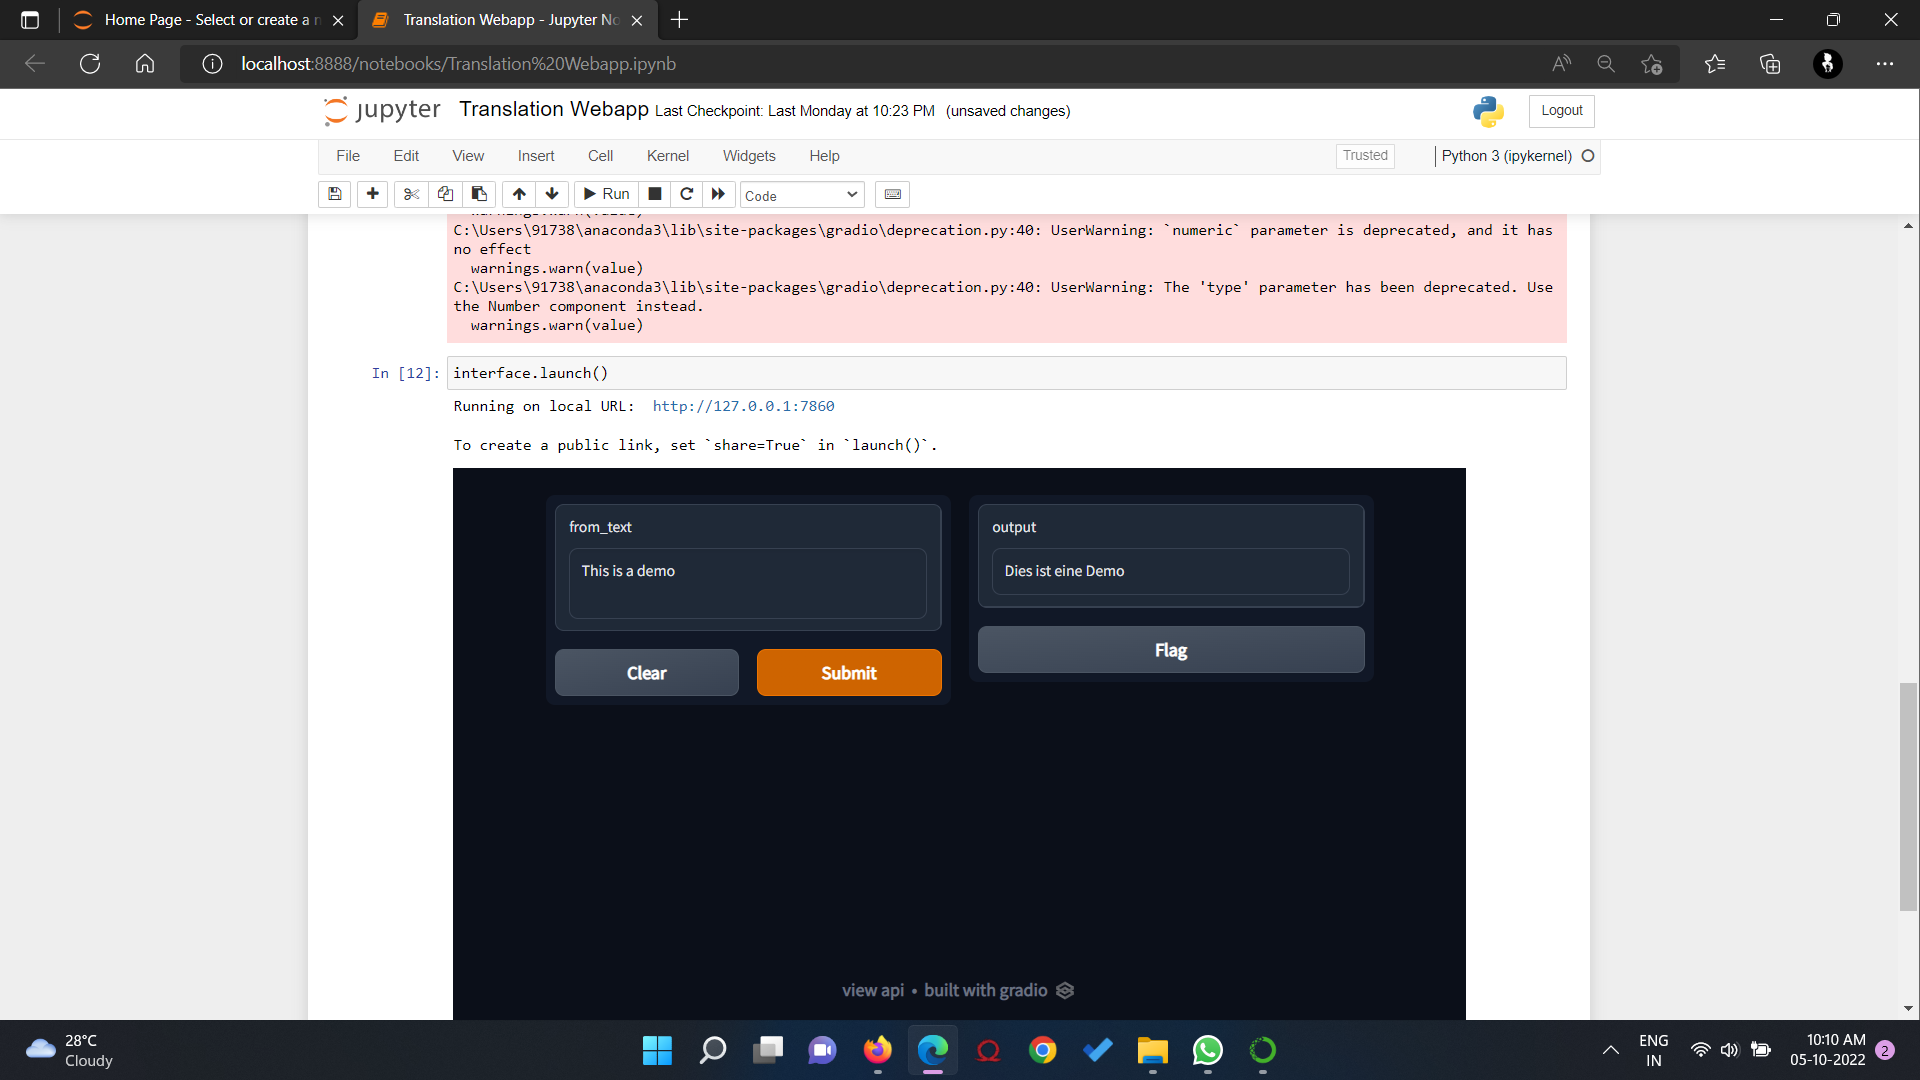 Home Page - Select or create a n
Translation Webapp - Jupyter No
localhost:8888/notebooks/Translation%20Webapp.ipynb
jupyter Translation Webapp Last Checkpoint: Last Monday at 10:23 PM (unsaved changes)
Logout
File Edit View Insert Cell Kernel Widgets Help
Trusted
Python 3 (ipykernel)
Run
Code
warnings.warn(value)
C:\Users\91738\anaconda3\lib\site-packages\gradio\deprecation.py:40: UserWarning: `numeric` parameter is deprecated, and it has
no effect
warnings.warn(value)
C:\Users\91738\anaconda3\lib\site-packages\gradio\deprecation.py:40: UserWarning: The 'type' parameter has been deprecated. Use
the Number component instead.
warnings.warn(value)
In [12]: interface.launch()
Running on local URL: http://127.0.0.1:7860
To create a public link, set `share=True` in `launch()`.
from_text
This is a demo
Clear
Submit
output
Dies ist eine Demo
Flag
view api • built with gradio
28°C
Cloudy
ENG
IN
10:10 AM
05-10-2022
2